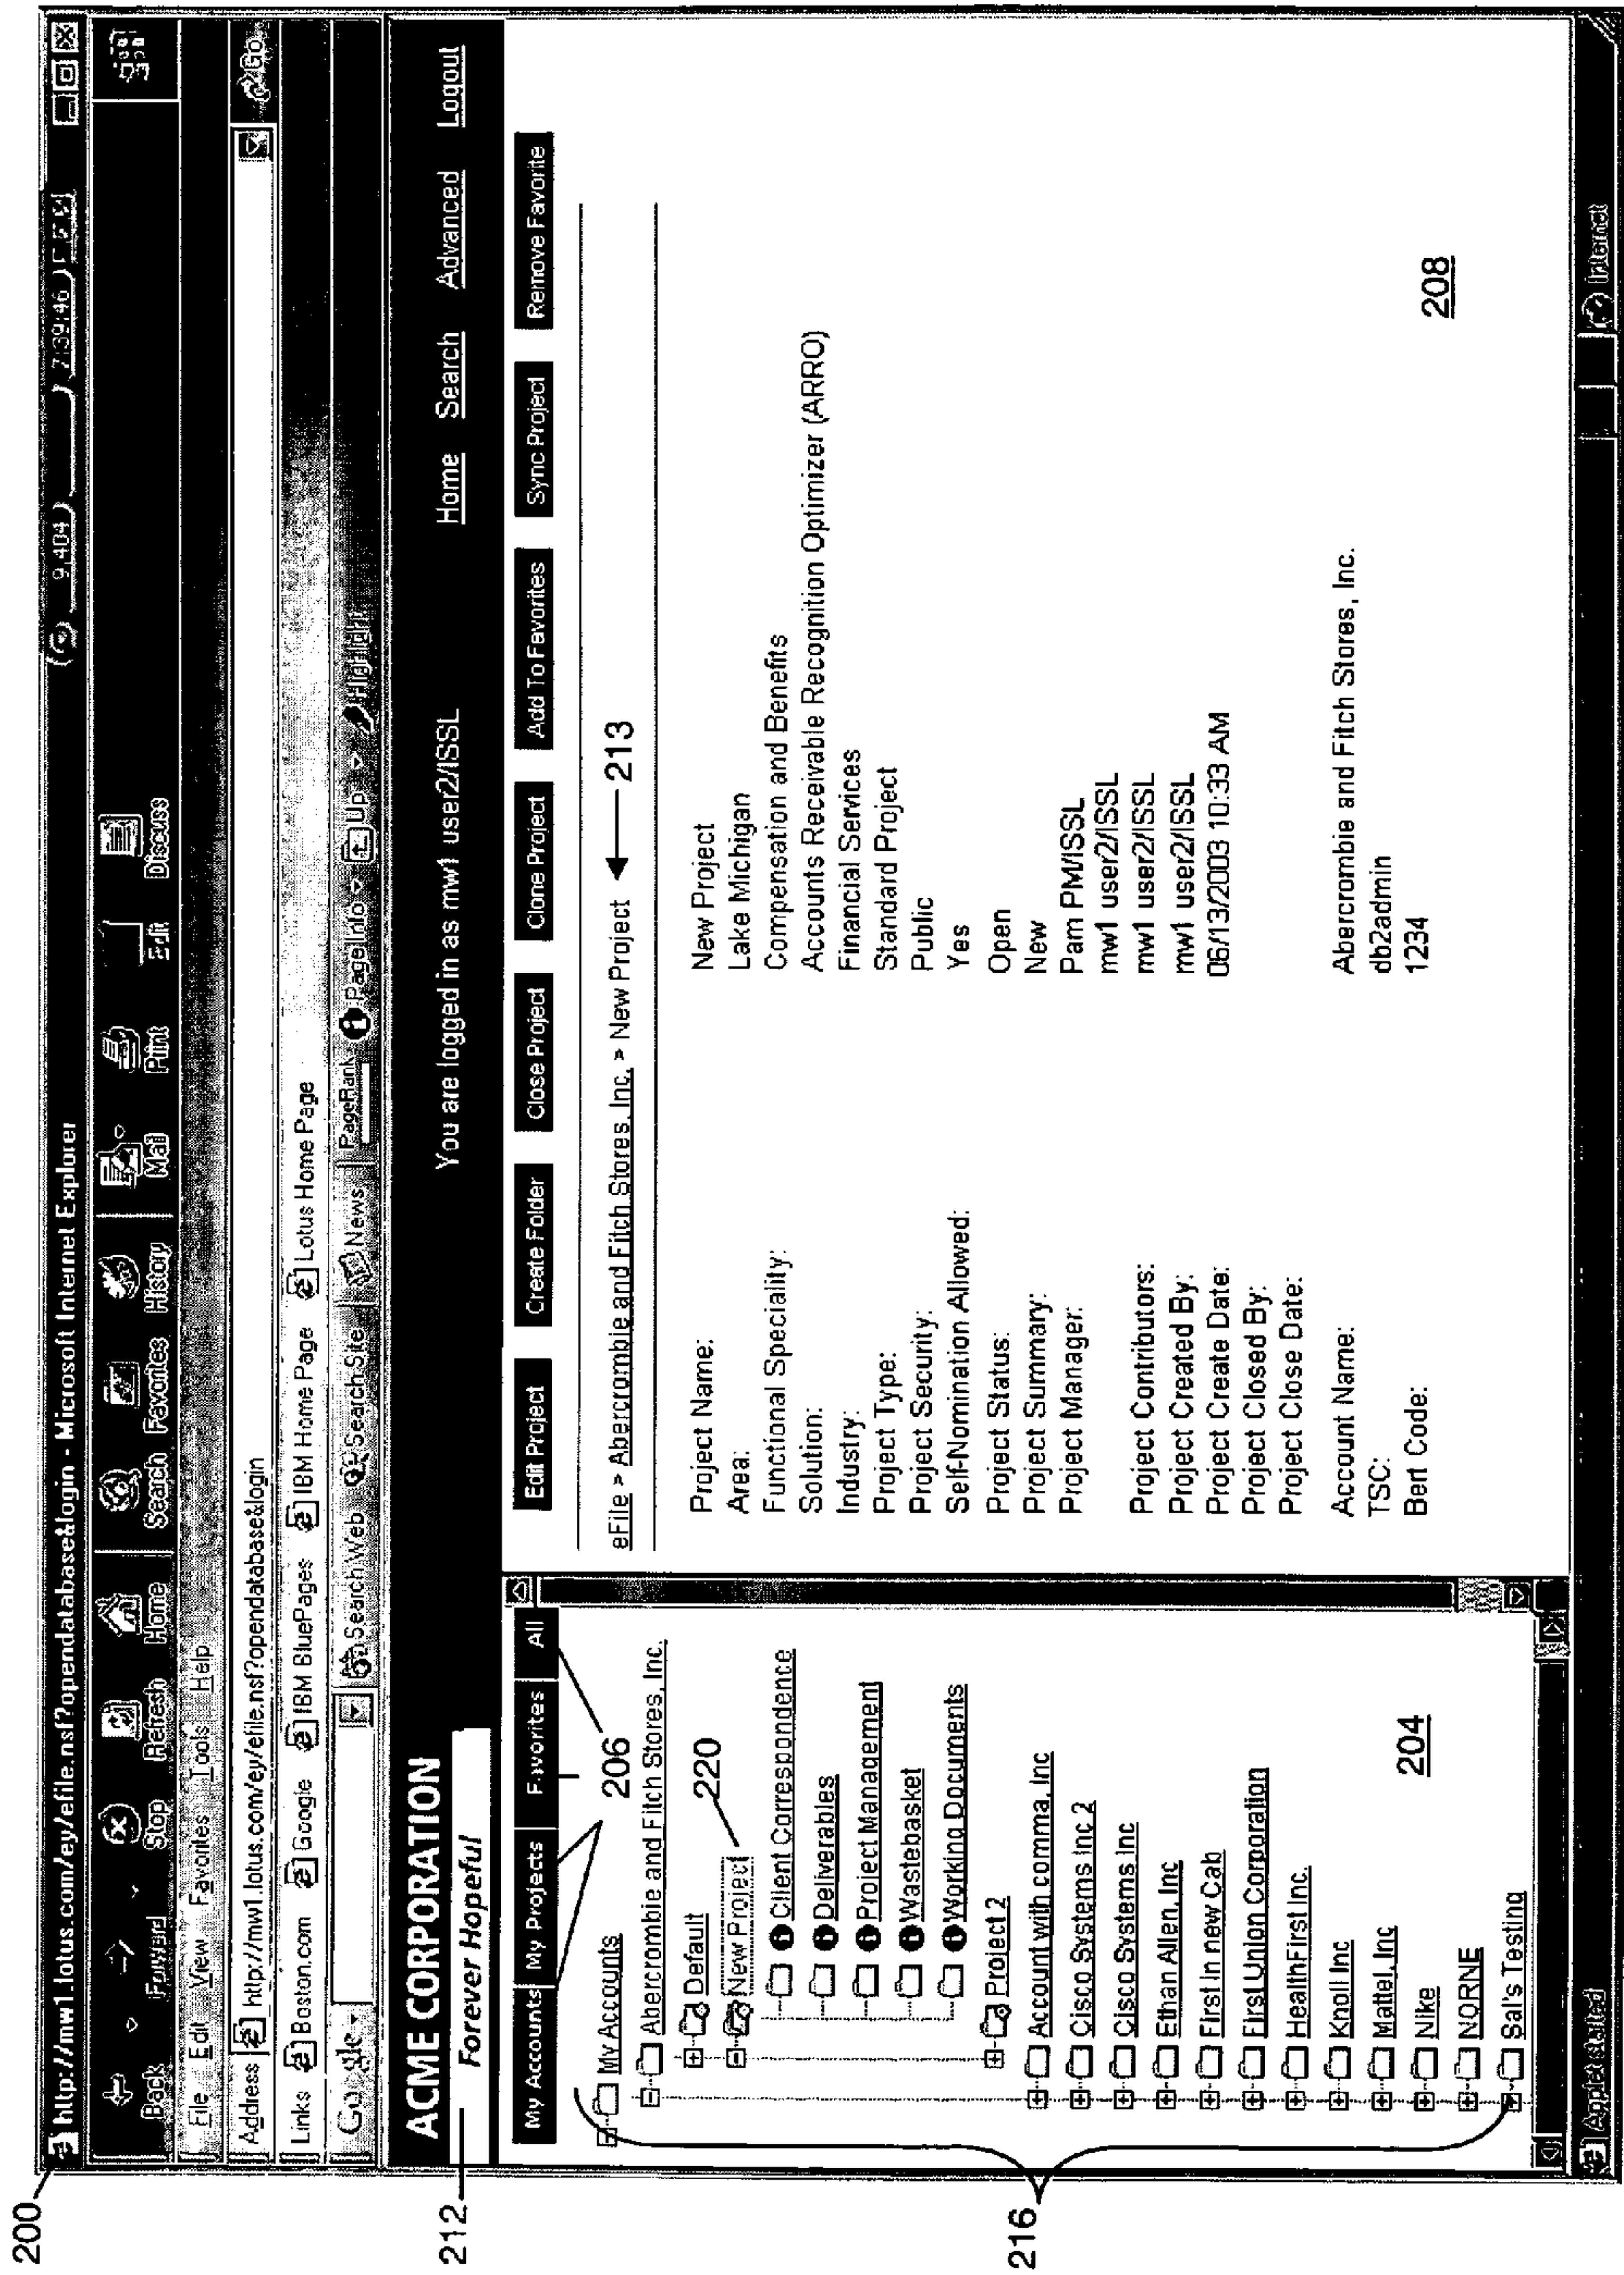 200
http://mw1.lotus.com/ey/efile.nsf?opendatabase&login - Microsoft Internet Explorer
9,404 7:39:46
Back Forward Stop Refresh Home Search Favorites History Mail Print Edit Discuss
File Edit View Favorites Tools Help
Address http://mw1.lotus.com/ey/efile.nsf?opendatabase&login Go
Links Boston.com Google IBM BluePages IBM Home Page Lotus Home Page
Google Search Web Search Site News PageRank Page Info Up Highlight
212
ACME CORPORATION
Forever Hopeful
You are logged in as mw1 user2/ISSL
Home Search Advanced Logout
My Accounts My Projects Favorites All
206
Edit Project Create Folder Close Project Clone Project Add To Favorites Sync Project Remove Favorite
eFile > Abercrombie and Fitch Stores, Inc. > New Project
213
216
My Accounts
Abercrombie and Fitch Stores, Inc.
Default
220
New Project
Client Correspondence
Deliverables
Project Management
Wastebasket
Working Documents
Project 2
Account with comma, Inc
Cisco Systems Inc 2
Cisco Systems Inc
Ethan Allen, Inc
First in new Cab
First Union Corporation
HealthFirst Inc.
Knoll Inc
Mattel, Inc
Nike
NORNE
Sal's Testing
204
Project Name: New Project
Area: Lake Michigan
Functional Speciality: Compensation and Benefits
Solution: Accounts Receivable Recognition Optimizer (ARRO)
Industry: Financial Services
Project Type: Standard Project
Project Security: Public
Self-Nomination Allowed: Yes
Project Status: Open
Project Summary: New
Project Manager: Pam PM/ISSL
mw1 user2/ISSL
Project Contributors: mw1 user2/ISSL
Project Created By: mw1 user2/ISSL
Project Create Date: 06/13/2003 10:33 AM
Project Closed By:
Project Close Date:
Account Name: Abercrombie and Fitch Stores, Inc.
TSC: db2admin
Bert Code: 1234
208
Applet started Internet